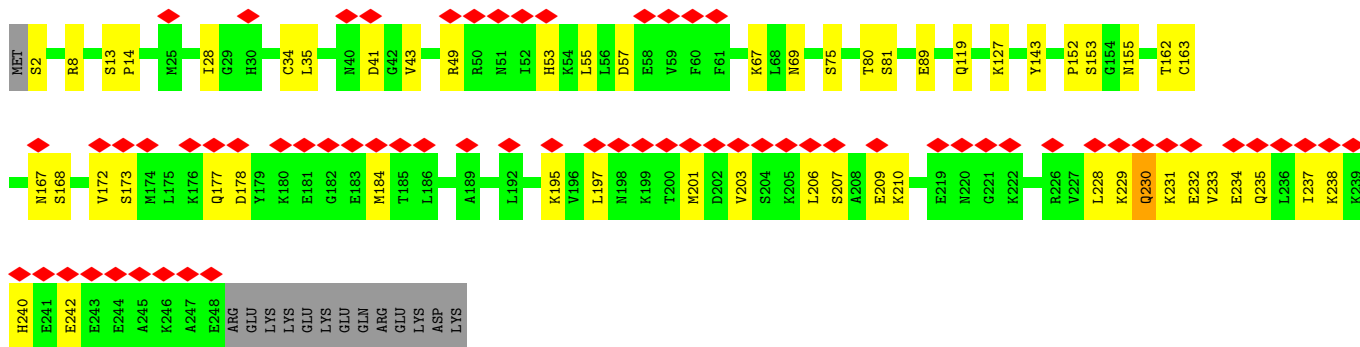 MET S2 R8 S13 P14 M25 I28 G29 H30 C34 L35 N40 D41 G42 V43 R49 R50 N51 I52 H53 K54 L55 L56 D57 E58 V59 F60 F61 K67 L68 N69 S75 T80 S81 E89 Q119 K127 Y143 P152 S153 G154 N155 T162 C163
N167 S168 V172 S173 M174 L175 K176 Q177 D178 Y179 K180 E181 G182 E183 M184 T185 L186 A189 L192 K195 V196 L197 N198 K199 T200 M201 D202 V203 S204 K205 L206 S207 A208 E209 K210 E219 N220 G221 K222 R226 V227 L228 K229 Q230 K231 E232 V233 E234 Q235 L236 I237 K238 K239
H240 E241 E242 E243 E244 A245 K246 A247 E248 ARG GLU LYS LYS GLU LYS GLU GLN ARG GLU LYS ASP LYS